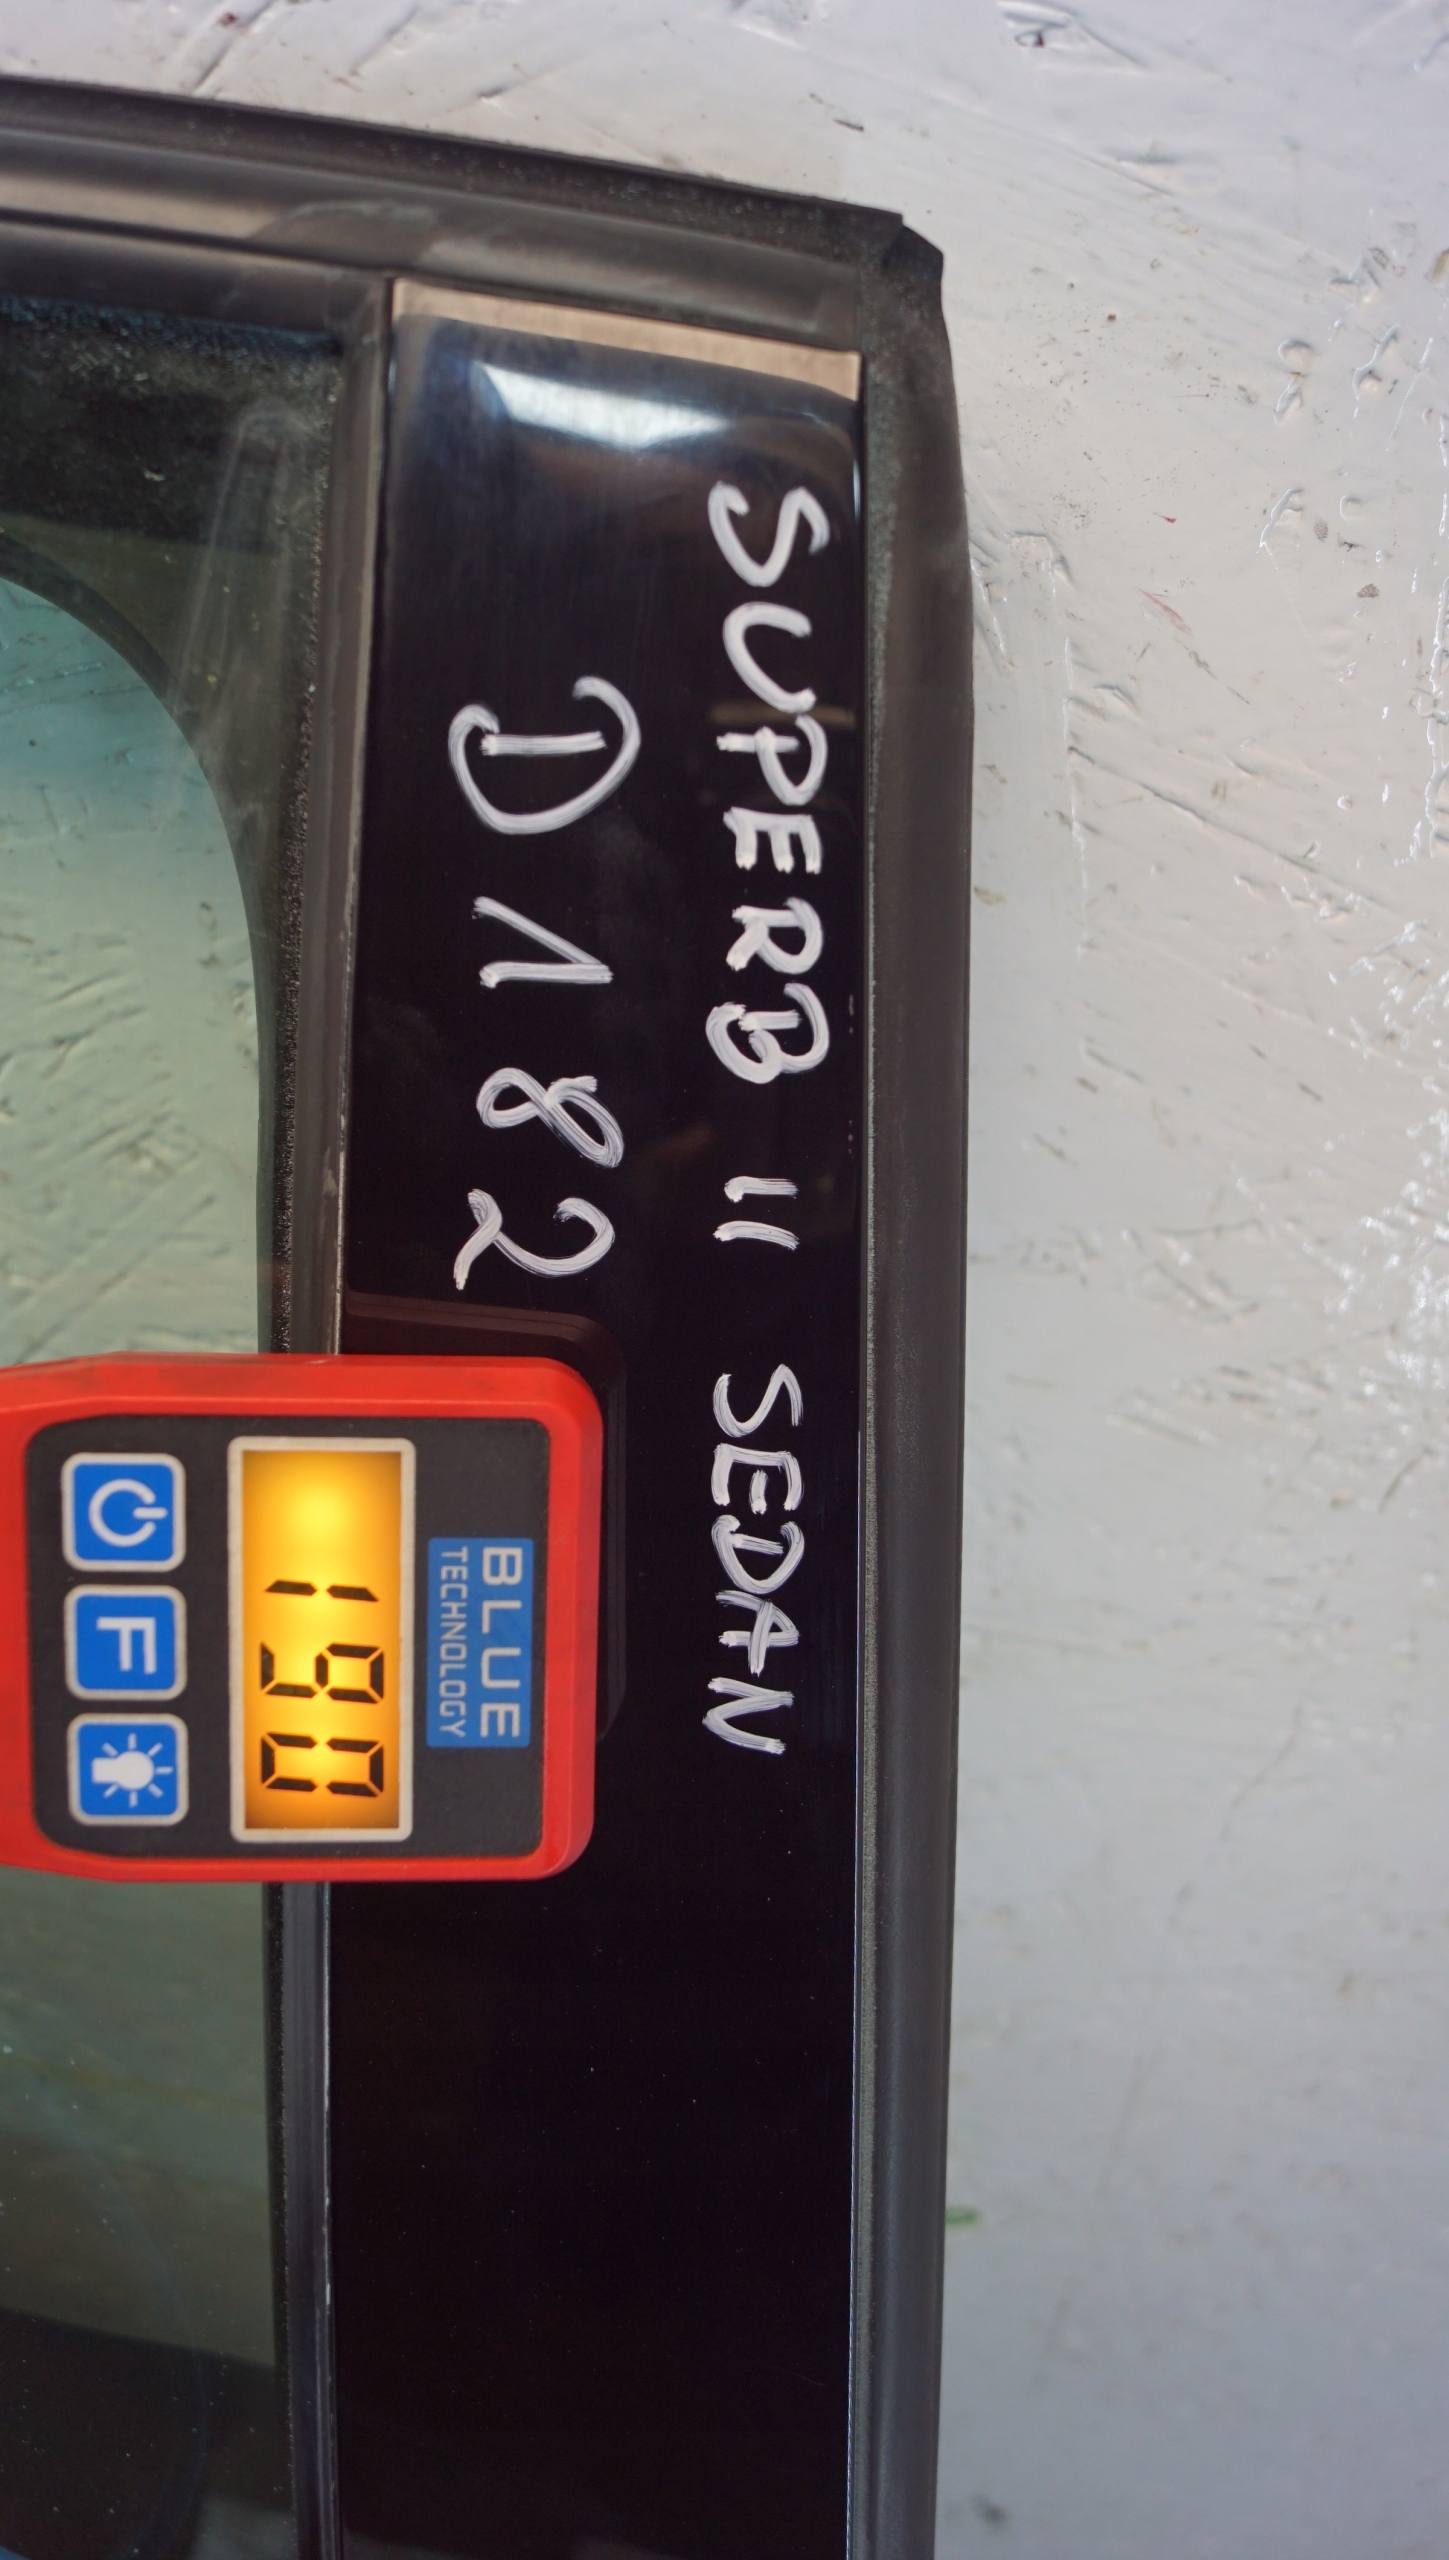 SUPERB II SEDAN
D182
BLUE
TECHNOLOGY
190
F